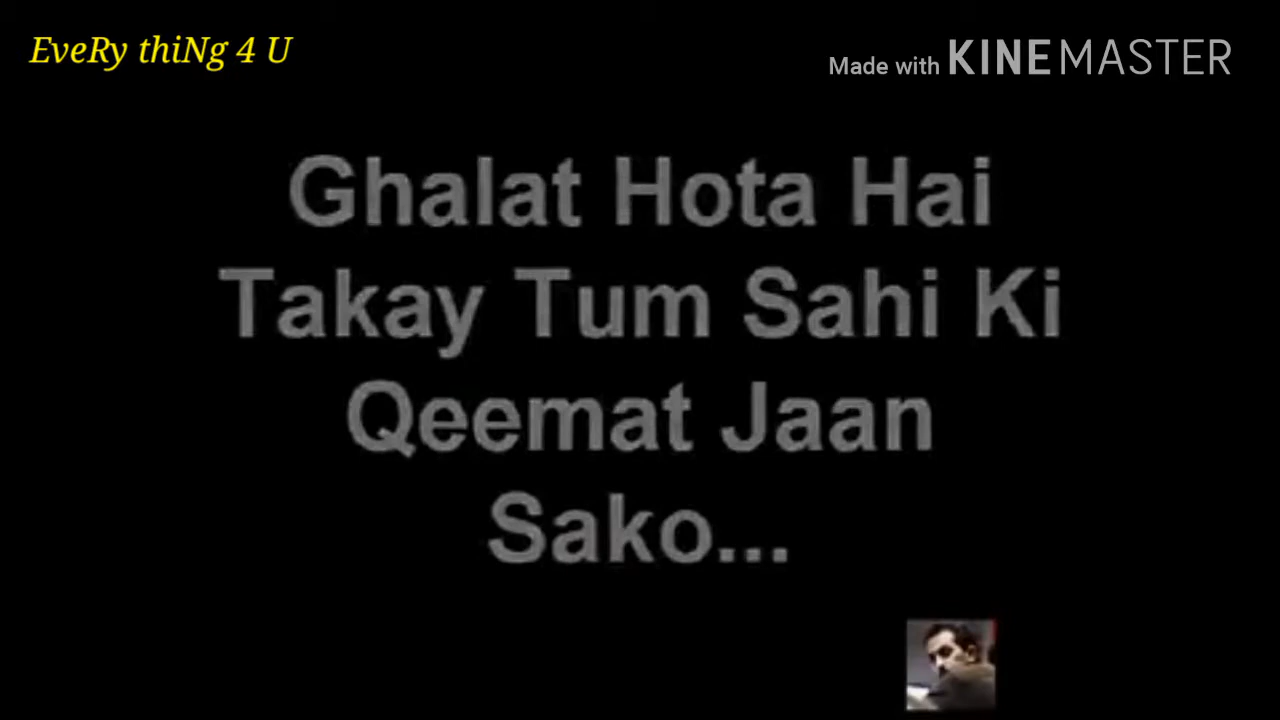 EveRy thiNg 4 U
Made with KINEMASTER
Ghalat Hota Hai
Takay Tum Sahi Ki
Qeemat Jaan
Sako...